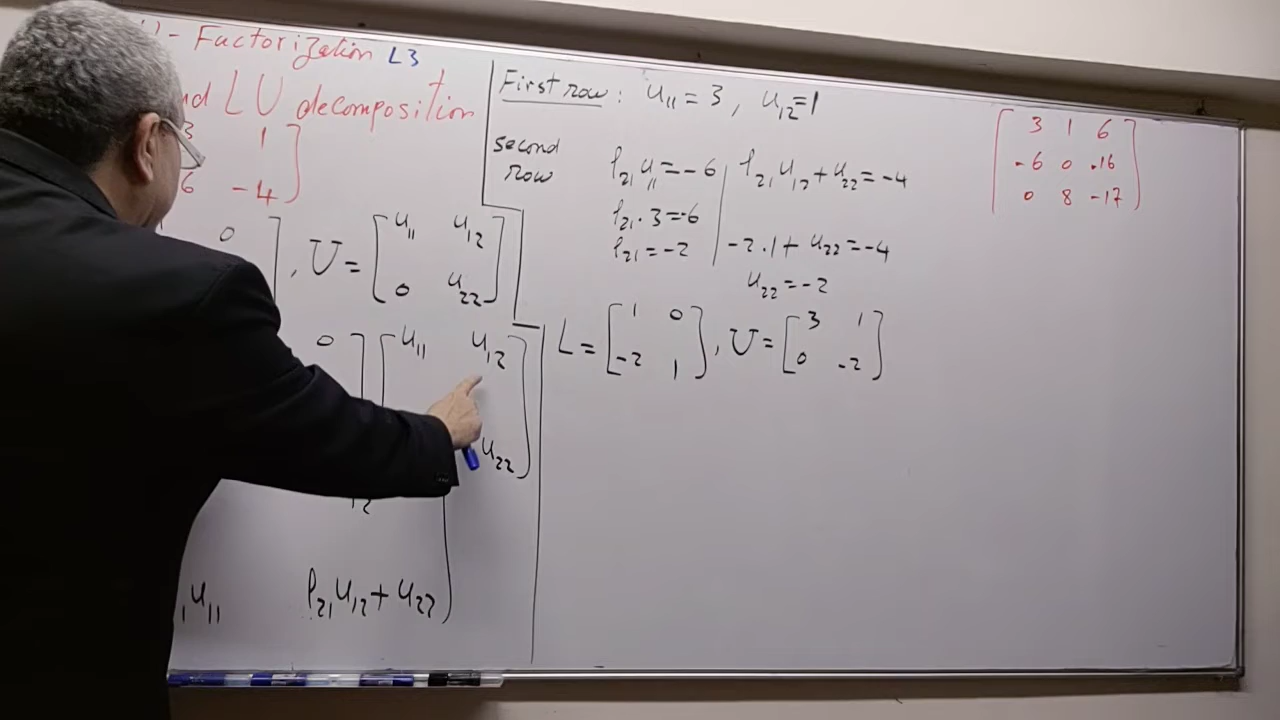 - Factorization L3
nd LU decomposition
3 1
6 -4
0
, U = [ u11 u12
0 u22 ]
0 ] [ u11 u12
u22 ]
12
1 u11 l21 u12 + u22
First row : u11 = 3 , u12 = 1
second row
l21 u11 = -6 | l21 u12 + u22 = -4
l21 . 3 = -6
l21 = -2 | -2 . 1 + u22 = -4
u22 = -2
L = [ 1 0
-2 1 ] , U = [ 3 1
0 -2 ]
[ 3 1 6
-6 0 -16
0 8 -17 ]